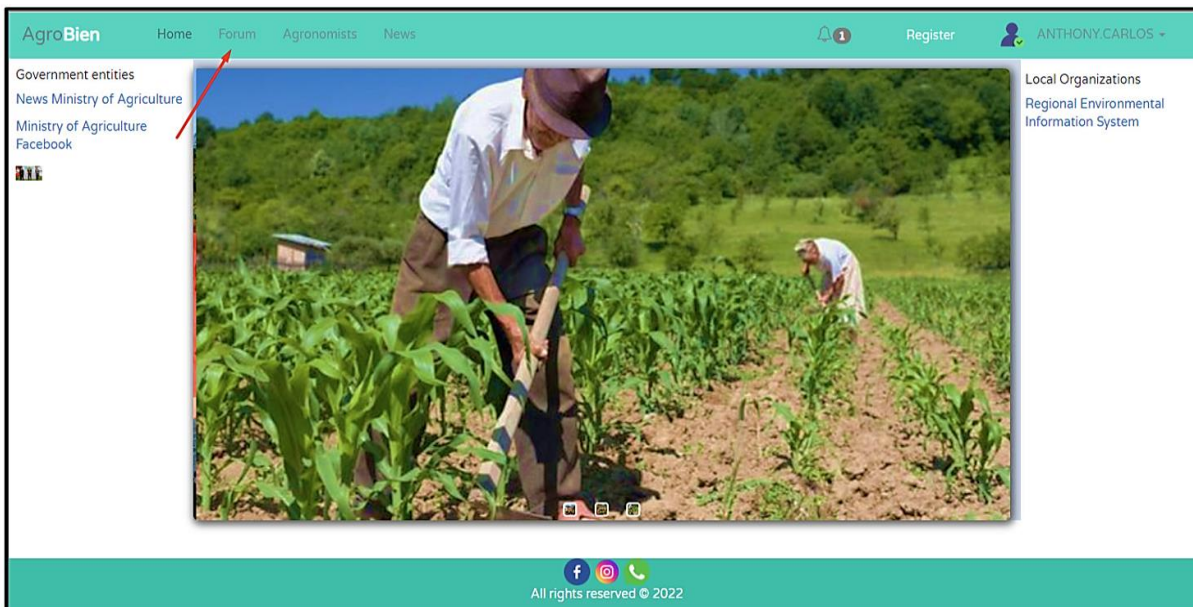 AgroBien Home Forum Agronomists News 1 Register ANTHONY.CARLOS
Government entities
News Ministry of Agriculture
Ministry of Agriculture
Facebook
Local Organizations
Regional Environmental
Information System
All rights reserved © 2022